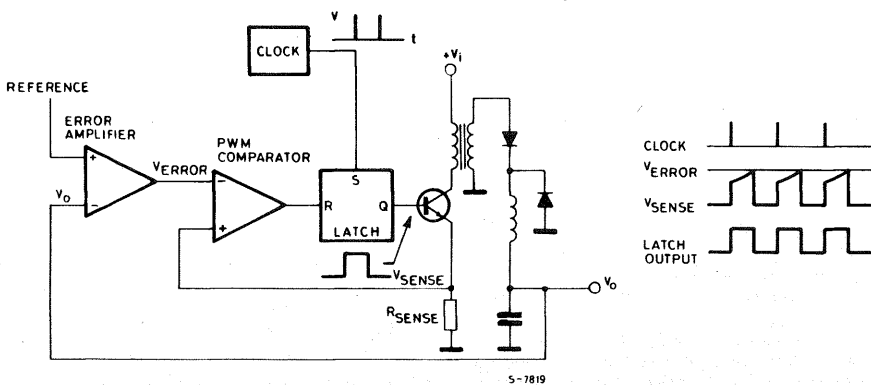 V
t
CLOCK
+Vi
REFERENCE
ERROR
AMPLIFIER
PWM
COMPARATOR
VERROR
+
−
−
+
Vo
S
R
Q
LATCH
VSENSE
RSENSE
Vo
CLOCK
VERROR
VSENSE
LATCH
OUTPUT
S-7819